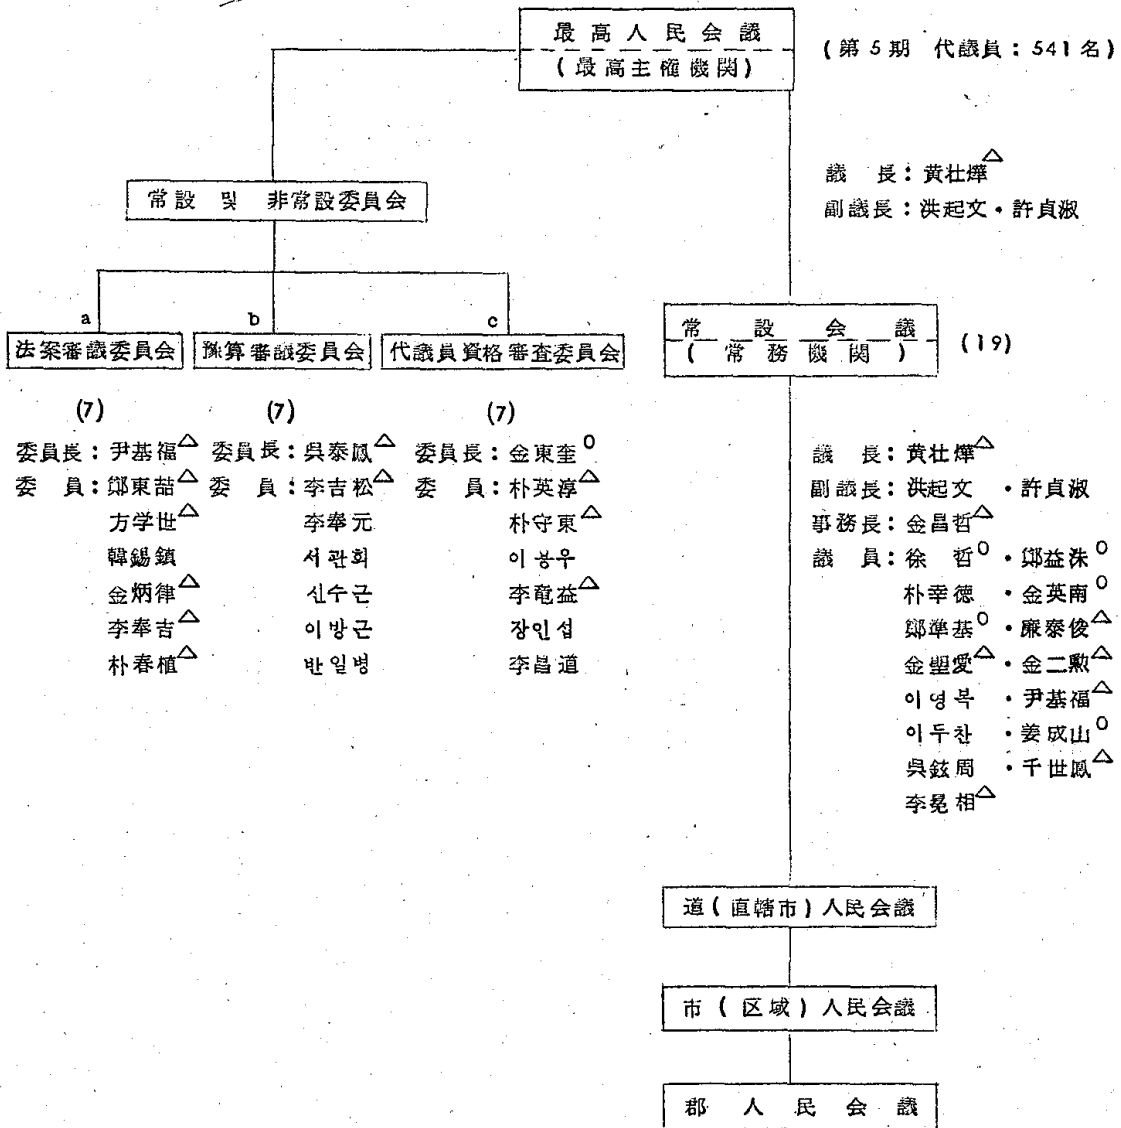 最高人民会議
(最高主権機関)
(第5期 代議員:541名)
議 長:黄壮燁△
副議長:洪起文・許貞淑
常設 및 非常設委員会
a
b
c
法案審議委員会
予算審議委員会
代議員資格審査委員会
常設会議
(常務機関)
(19)
(7)
(7)
(7)
委員長:尹基福△
委 員:鄭東喆△
方学世△
韓錫鎮
金炳律△
李奉吉△
朴春植△
委員長:呉泰鳳△
委 員:李吉松△
李奉元
서관회
신수근
이방근
반일병
委員長:金東奎O
委 員:朴英淳△
朴守東△
이봉우
李竜益△
장인섭
李昌道
議 長:黄壮燁△
副議長:洪起文 ・許貞淑
事務長:金昌哲△
議 員:徐 哲O ・鄭益洙O
朴幸徳 ・金英南O
鄭準基O ・廉泰俊△
金聖愛△ ・金二勲△
이영복 ・尹基福△
이두찬 ・姜成山O
呉鉉周 ・千世鳳△
李冕相△
道(直轄市)人民会議
市(区域)人民会議
郡人民会議